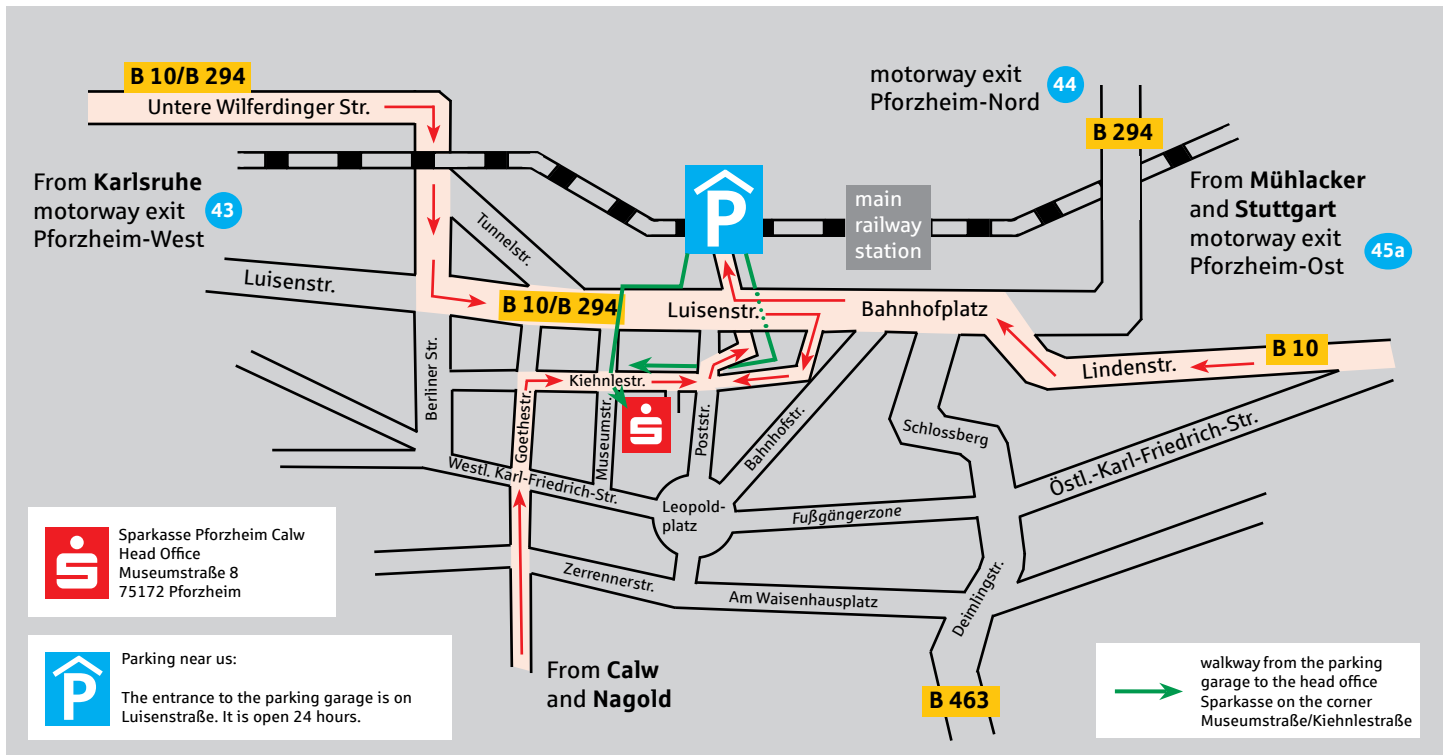 B 10/B 294
Untere Wilferdinger Str.
motorway exit
Pforzheim-Nord
44
B 294
From Karlsruhe
motorway exit
Pforzheim-West
43
From Mühlacker
and Stuttgart
motorway exit
Pforzheim-Ost
45a
P
main
railway
station
Tunnelstr.
Luisenstr.
B 10/B 294
Luisenstr.
Bahnhofplatz
B 10
Lindenstr.
Berliner Str.
Kiehnlestr.
Goethestr.
Museumstr.
Poststr.
Bahnhofstr.
Schlossberg
Östl.-Karl-Friedrich-Str.
Westl. Karl-Friedrich-Str.
Leopold-
platz
Fußgängerzone
Zerrennerstr.
Am Waisenhausplatz
Deimlingstr.
B 463
From Calw
and Nagold
Sparkasse Pforzheim Calw
Head Office
Museumstraße 8
75172 Pforzheim
P
Parking near us:
The entrance to the parking garage is on
Luisenstraße. It is open 24 hours.
walkway from the parking
garage to the head office
Sparkasse on the corner
Museumstraße/Kiehnlestraße